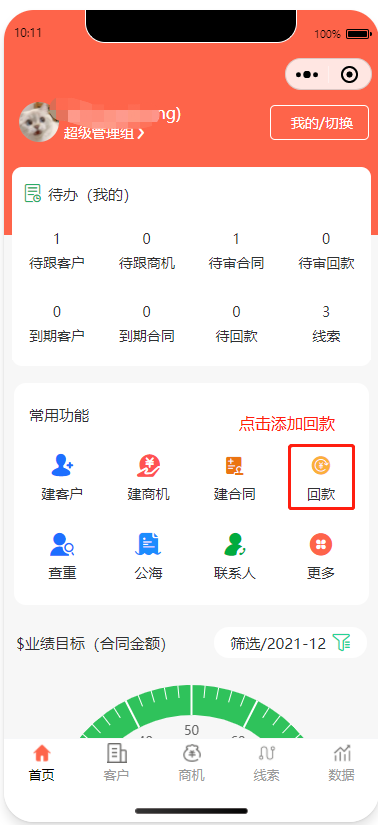 10:11
100%
ng)
超级管理组
我的/切换
待办（我的）
1 0 1 0
待跟客户 待跟商机 待审合同 待审回款
0 0 0 3
到期客户 到期合同 待回款 线索
常用功能
点击添加回款
建客户 建商机 建合同 回款
查重 公海 联系人 更多
$业绩目标（合同金额）
筛选/2021-12
40 50 60
首页 客户 商机 线索 数据